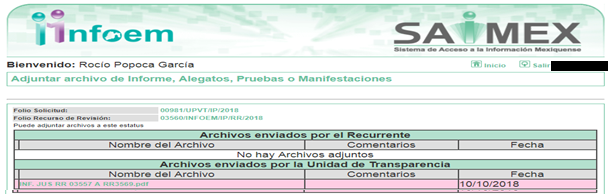 infoem
SAIMEX
Sistema de Acceso a la Información Mexiquense
Bienvenido: Rocío Popoca García
Inicio Salir
Adjuntar archivo de Informe, Alegatos, Pruebas o Manifestaciones
Folio Solicitud: 00981/UPVT/IP/2018
Folio Recurso de Revisión: 03560/INFOEM/IP/RR/2018
Puede adjuntar archivos a este estatus
Archivos enviados por el Recurrente
Nombre del Archivo Comentarios Fecha
No hay Archivos adjuntos
Archivos enviados por la Unidad de Transparencia
Nombre del Archivo Comentarios Fecha
INF. JUS RR 03557 A RR3569.pdf 10/10/2018